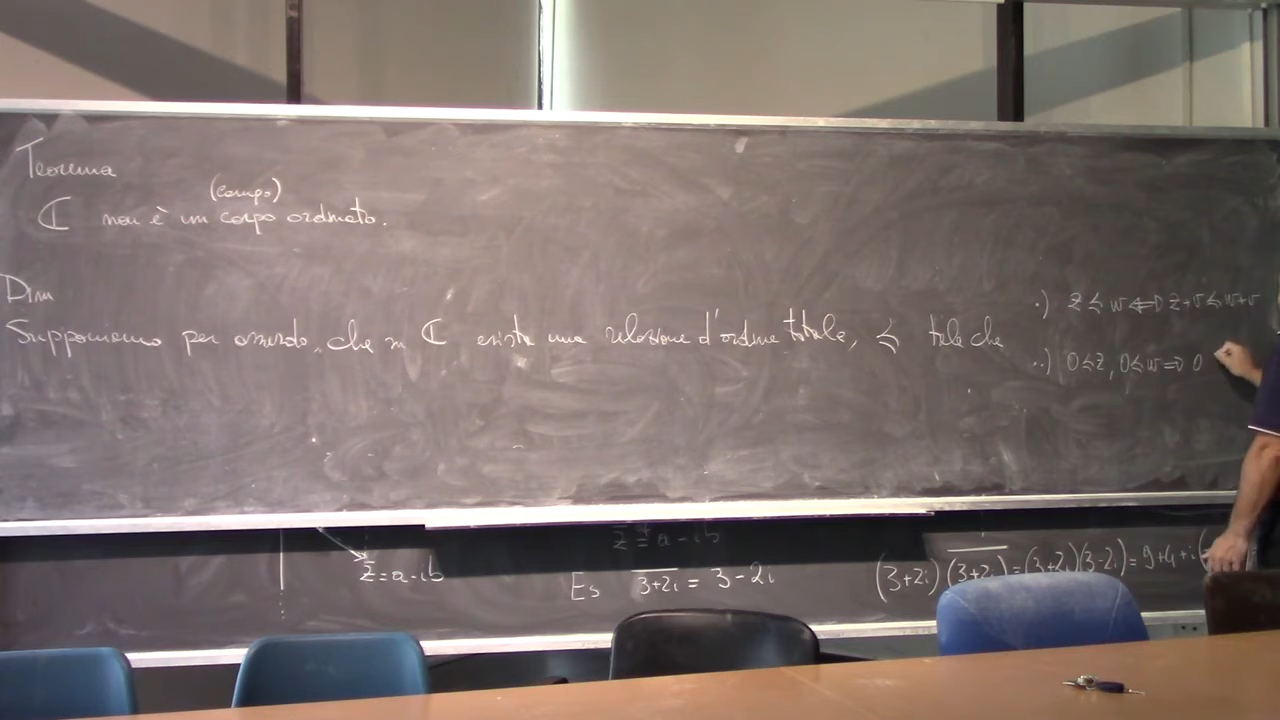 Teorema
(campo)
ℂ non è un corpo ordinato.
Dim
Supponiamo per assurdo, che in ℂ esista una relazione d'ordine totale, ≤ tale che
·) z ≤ w ⟺ z+v ≤ w+v
··) 0 ≤ z, 0 ≤ w ⟹ 0
z̄ = a - ib
z̄ = a - ib
Es \overline{3+2i} = 3-2i
(3+2i)\overline{(3+2i)} = (3+2i)(3-2i) = 9+4+i(